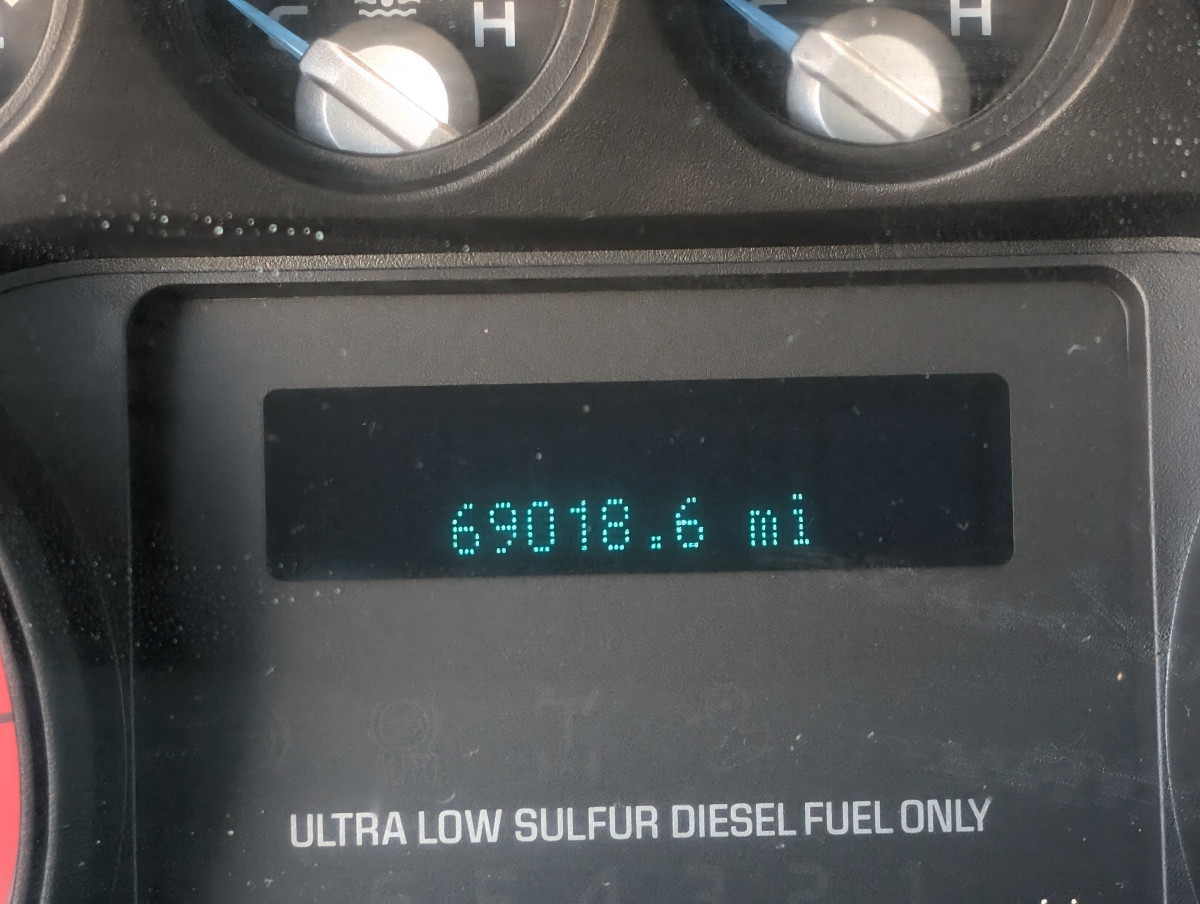 H H
69018.6 mi
ULTRA LOW SULFUR DIESEL FUEL ONLY